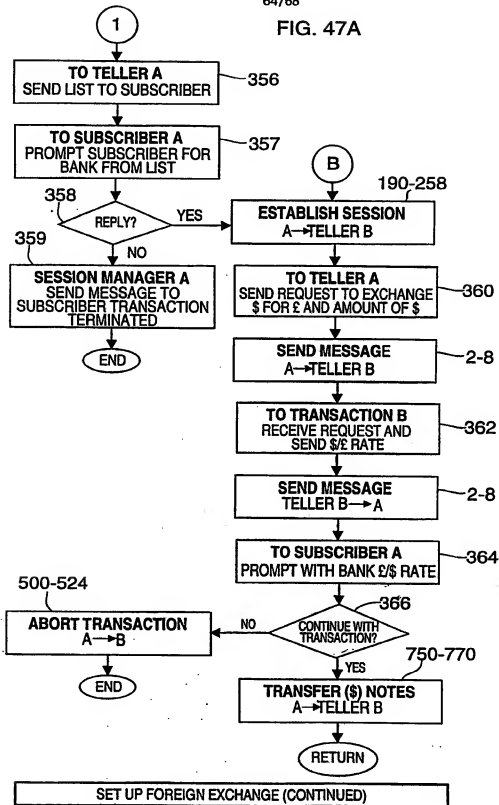 64/68
FIG. 47A
1
TO TELLER A
SEND LIST TO SUBSCRIBER
356
TO SUBSCRIBER A
PROMPT SUBSCRIBER FOR
BANK FROM LIST
357
358
REPLY?
YES
NO
359
SESSION MANAGER A
SEND MESSAGE TO
SUBSCRIBER TRANSACTION
TERMINATED
END
B
190-258
ESTABLISH SESSION
A→TELLER B
TO TELLER A
SEND REQUEST TO EXCHANGE
$ FOR £ AND AMOUNT OF $
360
SEND MESSAGE
A→TELLER B
2-8
TO TRANSACTION B
RECEIVE REQUEST AND
SEND $/£ RATE
362
SEND MESSAGE
TELLER B→A
2-8
TO SUBSCRIBER A
PROMPT WITH BANK £/$ RATE
364
366
CONTINUE WITH
TRANSACTION?
NO
YES
500-524
ABORT TRANSACTION
A→B
END
750-770
TRANSFER ($) NOTES
A→TELLER B
RETURN
SET UP FOREIGN EXCHANGE (CONTINUED)